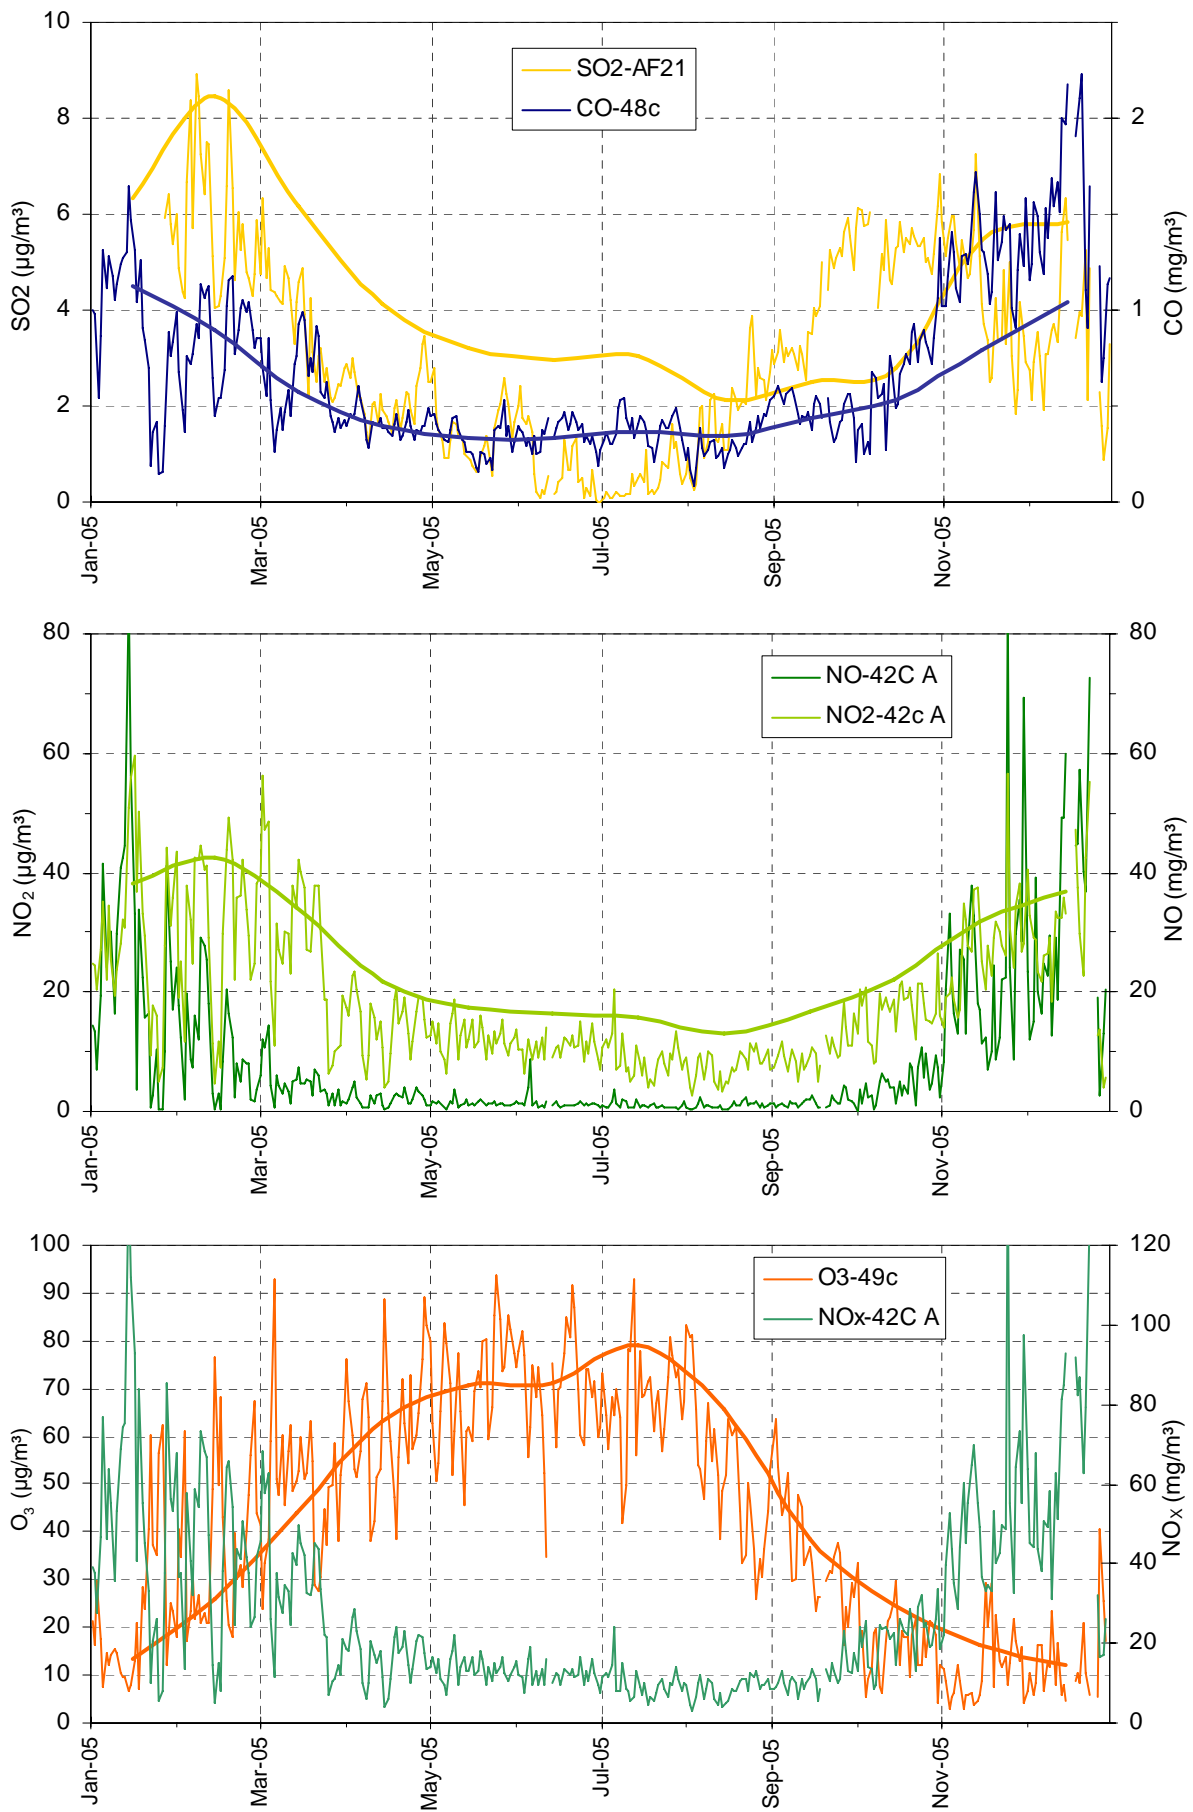 10
8
6
4
2
0
SO2 (µg/m³)
SO2-AF21
CO-48c
2
1
0
CO (mg/m³)
Jan-05
Mar-05
May-05
Jul-05
Sep-05
Nov-05
80
60
40
20
0
NO₂ (µg/m³)
NO-42C A
NO2-42c A
80
60
40
20
0
NO (mg/m³)
Jan-05
Mar-05
May-05
Jul-05
Sep-05
Nov-05
100
90
80
70
60
50
40
30
20
10
0
O₃ (µg/m³)
O3-49c
NOx-42C A
120
100
80
60
40
20
0
NOx (mg/m³)
Jan-05
Mar-05
May-05
Jul-05
Sep-05
Nov-05